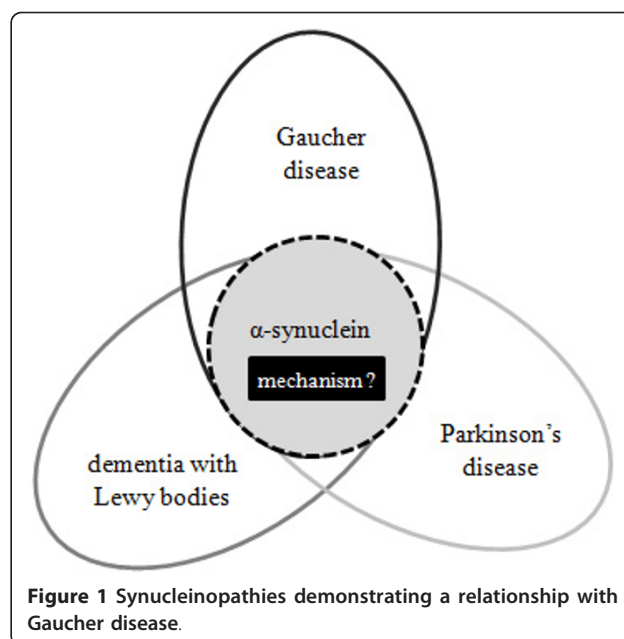 Gaucher
disease
α-synuclein
mechanism ?
Parkinson's
disease
dementia with
Lewy bodies
Figure 1 Synucleinopathies demonstrating a relationship with
Gaucher disease.